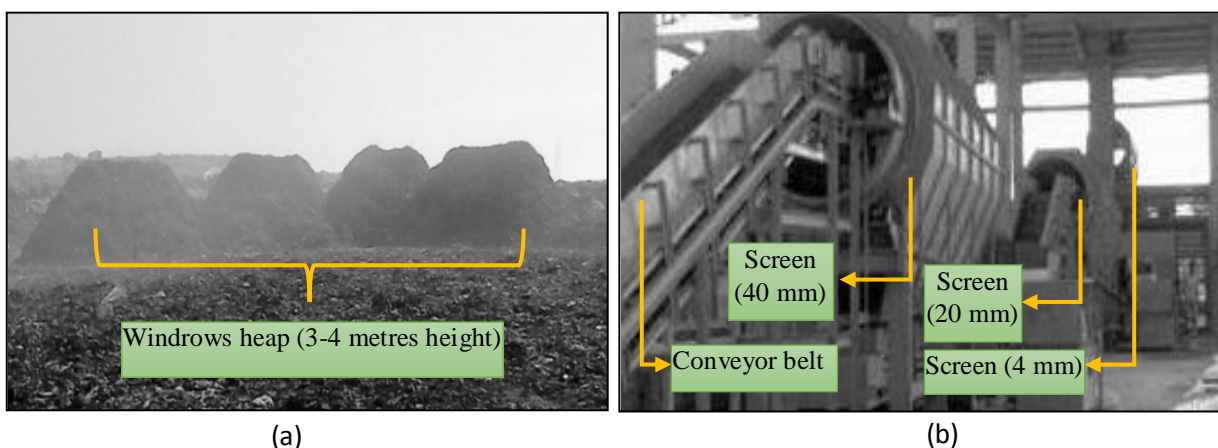 Windrows heap (3-4 metres height)
(a)
Screen
(40 mm)
Screen
(20 mm)
Conveyor belt
Screen (4 mm)
(b)